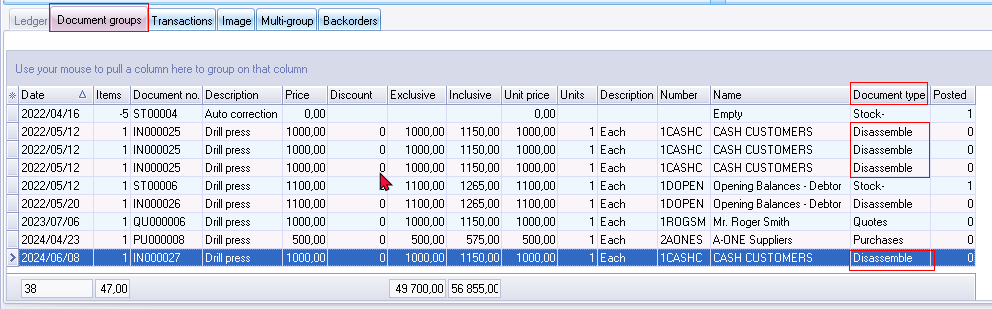 Ledger Document groups Transactions Image Multi-group Backorders
Use your mouse to pull a column here to group on that column
Date Items Document no. Description Price Discount Exclusive Inclusive Unit price Units Description Number Name Document type Posted
2022/04/16 -5 ST00004 Auto correction 0,00 0,00 Empty Stock- 1
2022/05/12 1 IN000025 Drill press 1000,00 0 1000,00 1150,00 1000,00 1 Each 1CASHC CASH CUSTOMERS Disassemble 0
2022/05/12 1 IN000025 Drill press 1000,00 0 1000,00 1150,00 1000,00 1 Each 1CASHC CASH CUSTOMERS Disassemble 0
2022/05/12 1 IN000025 Drill press 1000,00 0 1000,00 1150,00 1000,00 1 Each 1CASHC CASH CUSTOMERS Disassemble 0
2022/05/12 1 ST00006 Drill press 1100,00 1100,00 1265,00 1100,00 1 Each 1DOPEN Opening Balances - Debtor Stock- 1
2022/05/20 1 IN000026 Drill press 1100,00 0 1100,00 1265,00 1100,00 1 Each 1DOPEN Opening Balances - Debtor Disassemble 0
2023/07/06 1 QU000006 Drill press 1000,00 0 1000,00 1150,00 1000,00 1 Each 1ROGSM Mr. Roger Smith Quotes 0
2024/04/23 1 PU000008 Drill press 500,00 0 500,00 575,00 500,00 1 Each 2AONES A-ONE Suppliers Purchases 0
2024/06/08 1 IN000027 Drill press 1000,00 0 1000,00 1150,00 1000,00 1 Each 1CASHC CASH CUSTOMERS Disassemble 0
38 47,00 49 700,00 56 855,00